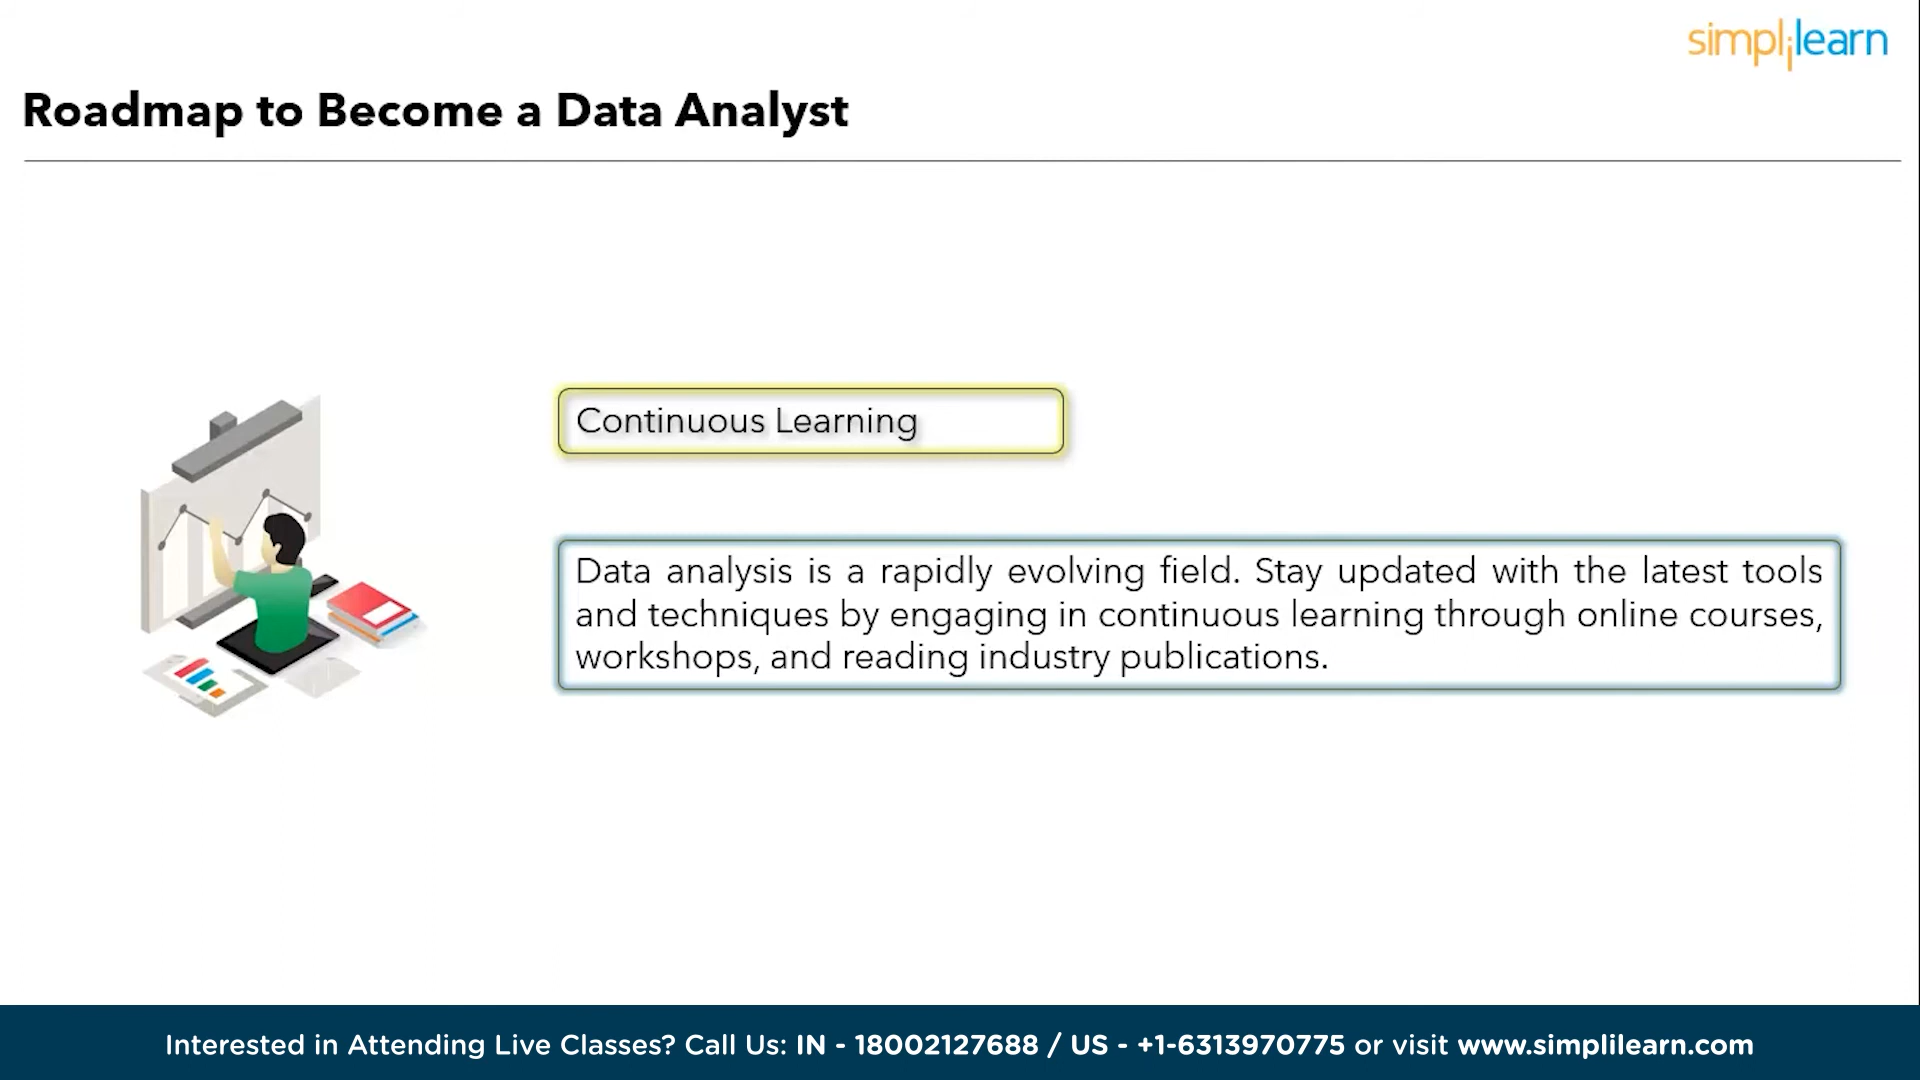 simplilearn
Roadmap to Become a Data Analyst
Continuous Learning
Data analysis is a rapidly evolving field. Stay updated with the latest tools
and techniques by engaging in continuous learning through online courses,
workshops, and reading industry publications.
Interested in Attending Live Classes? Call Us: IN - 18002127688 / US - +1-6313970775 or visit www.simplilearn.com